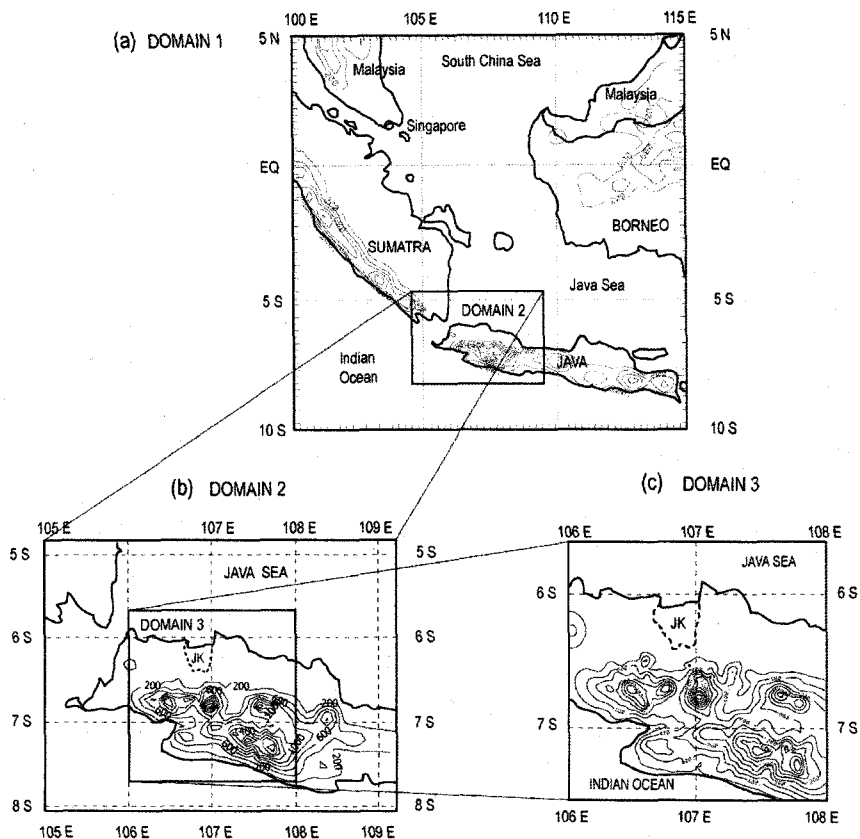 100 E 105 E 110 E 115 E
(a) DOMAIN 1
5 N 5 N
South China Sea
Malaysia
Malaysia
Singapore
EQ EQ
BORNEO
SUMATRA
Java Sea
5 S 5 S
DOMAIN 2
Indian
Ocean
JAVA
10 S 10 S
(b) DOMAIN 2
105 E 106 E 107 E 108 E 109 E
5 S 5 S
JAVA SEA
DOMAIN 3
6 S 6 S
JK
200 200
200
7 S 7 S
200
8 S 8 S
105 E 106 E 107 E 108 E 109 E
(c) DOMAIN 3
106 E 107 E 108 E
JAVA SEA
6 S 6 S
JK
7 S 7 S
INDIAN OCEAN
106 E 107 E 108 E